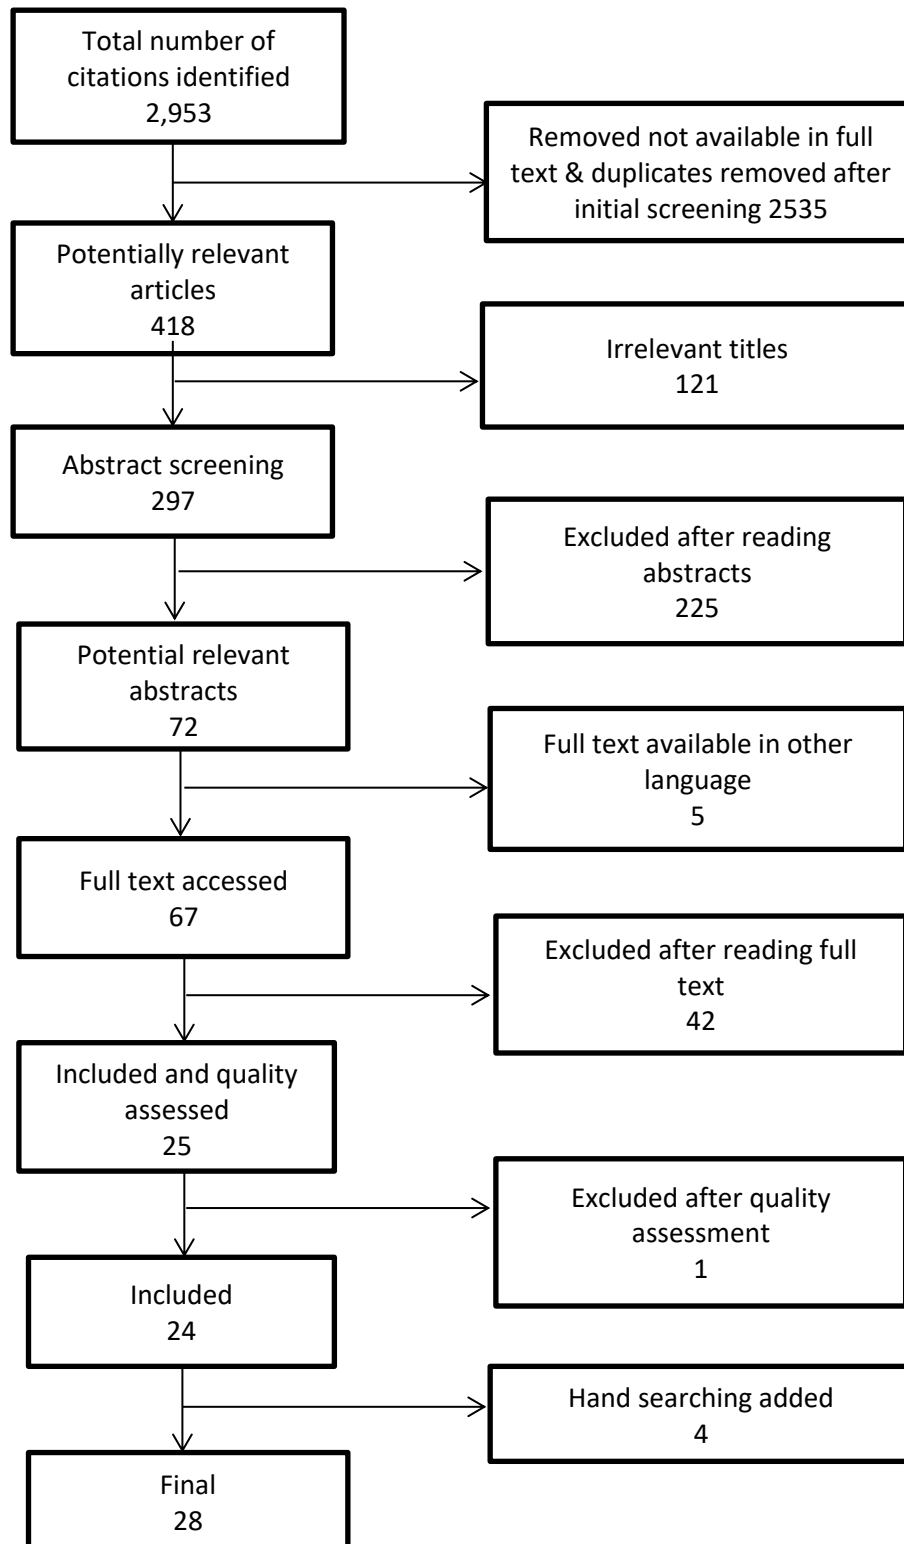 Total number of
citations identified
2,953
Removed not available in full
text & duplicates removed after
initial screening 2535
Potentially relevant
articles
418
Irrelevant titles
121
Abstract screening
297
Excluded after reading
abstracts
225
Potential relevant
abstracts
72
Full text available in other
language
5
Full text accessed
67
Excluded after reading full
text
42
Included and quality
assessed
25
Excluded after quality
assessment
1
Included
24
Hand searching added
4
Final
28